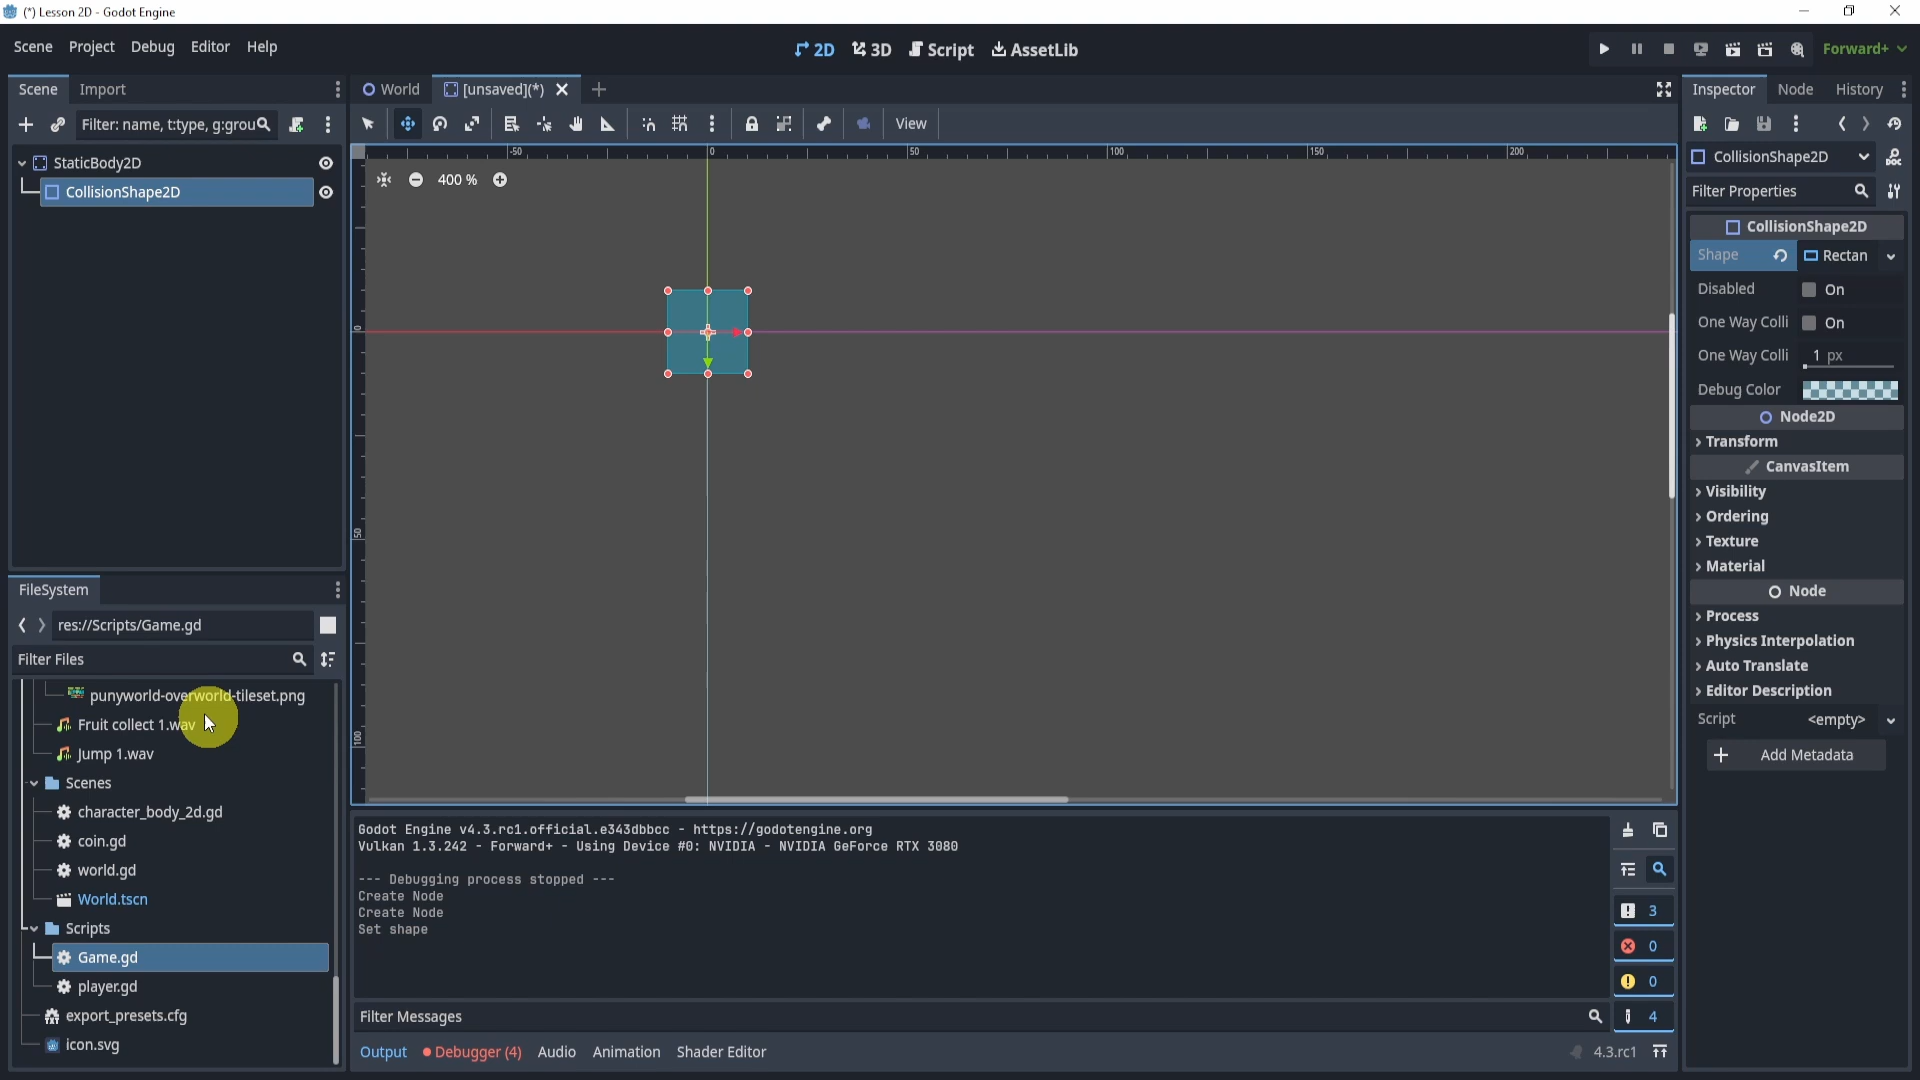 (*) Lesson 2D - Godot Engine
Scene Project Debug Editor Help
2D 3D Script AssetLib
Forward+
Scene Import
World [unsaved](*)
Inspector Node History
Filter: name, t:type, g:grou
View
StaticBody2D
CollisionShape2D
-50 0 50 100 150 200
400 %
0
50
100
CollisionShape2D
Filter Properties
CollisionShape2D
Shape Rectan
Disabled On
One Way Colli On
One Way Colli 1 px
Debug Color
Node2D
Transform
CanvasItem
Visibility
Ordering
Texture
Material
Node
Process
Physics Interpolation
Auto Translate
Editor Description
Script <empty>
Add Metadata
FileSystem
res://Scripts/Game.gd
Filter Files
punyworld-overworld-tileset.png
Fruit collect 1.wav
Jump 1.wav
Scenes
character_body_2d.gd
coin.gd
world.gd
World.tscn
Scripts
Game.gd
player.gd
export_presets.cfg
icon.svg
Godot Engine v4.3.rc1.official.e343dbbcc - https://godotengine.org
Vulkan 1.3.242 - Forward+ - Using Device #0: NVIDIA - NVIDIA GeForce RTX 3080
--- Debugging process stopped ---
Create Node
Create Node
Set shape
3
0
0
4
Filter Messages
Output Debugger (4) Audio Animation Shader Editor
4.3.rc1